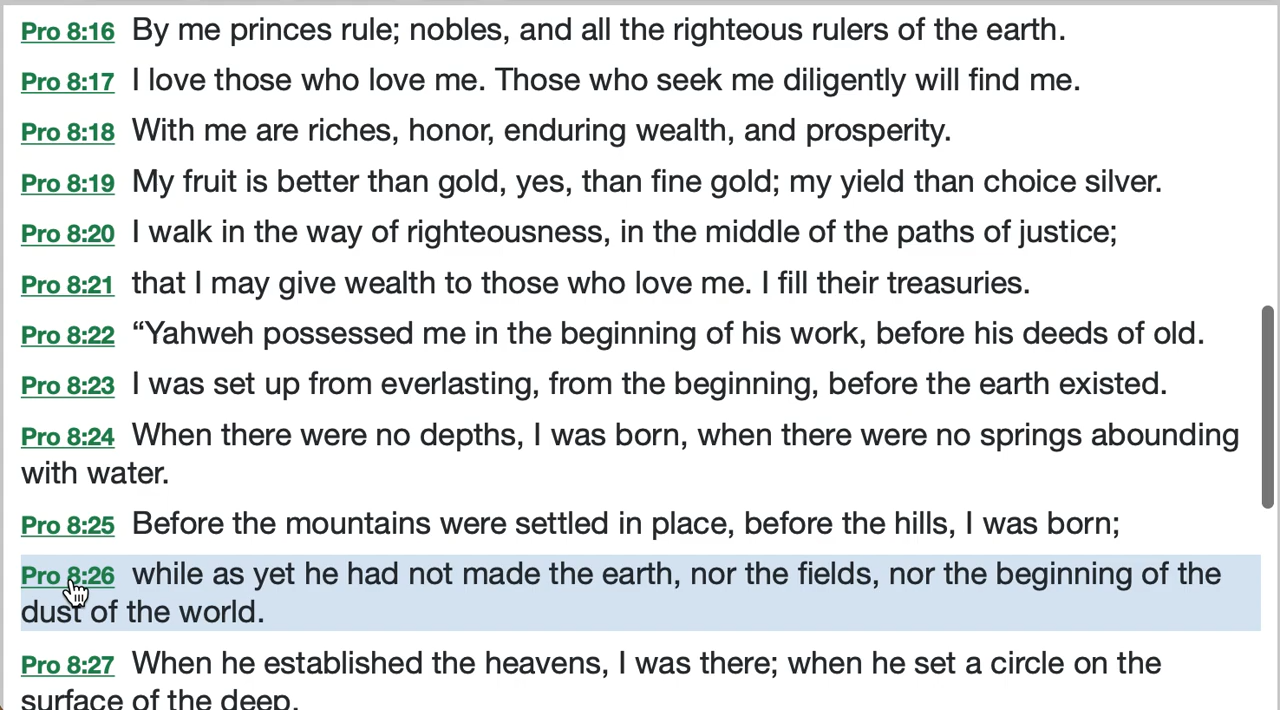 Pro 8:16 By me princes rule; nobles, and all the righteous rulers of the earth.
Pro 8:17 I love those who love me. Those who seek me diligently will find me.
Pro 8:18 With me are riches, honor, enduring wealth, and prosperity.
Pro 8:19 My fruit is better than gold, yes, than fine gold; my yield than choice silver.
Pro 8:20 I walk in the way of righteousness, in the middle of the paths of justice;
Pro 8:21 that I may give wealth to those who love me. I fill their treasuries.
Pro 8:22 “Yahweh possessed me in the beginning of his work, before his deeds of old.
Pro 8:23 I was set up from everlasting, from the beginning, before the earth existed.
Pro 8:24 When there were no depths, I was born, when there were no springs abounding
with water.
Pro 8:25 Before the mountains were settled in place, before the hills, I was born;
Pro 8:26 while as yet he had not made the earth, nor the fields, nor the beginning of the
dust of the world.
Pro 8:27 When he established the heavens, I was there; when he set a circle on the
surface of the deep,